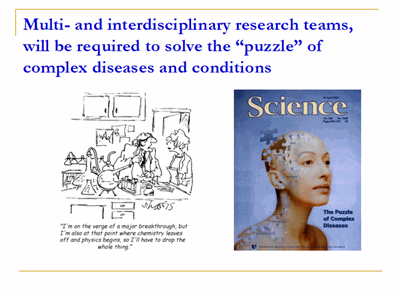 Multi- and interdisciplinary research teams,
will be required to solve the “puzzle” of
complex diseases and conditions
Science
The Puzzle
of Complex
Diseases
"I'm on the verge of a major breakthrough, but
I'm also at that point where chemistry leaves
off and physics begins, so I'll have to drop the
whole thing."